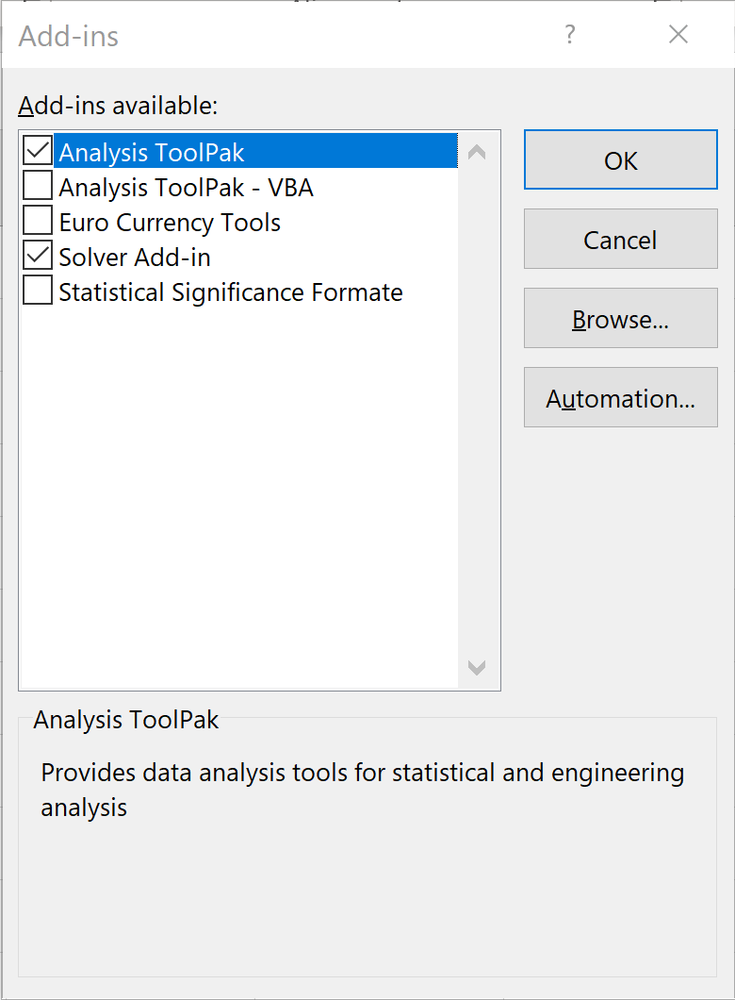 Add-ins
?
Add-ins available:
Analysis ToolPak
Analysis ToolPak - VBA
Euro Currency Tools
Solver Add-in
Statistical Significance Formate
OK
Cancel
Browse...
Automation...
Analysis ToolPak
Provides data analysis tools for statistical and engineering
analysis